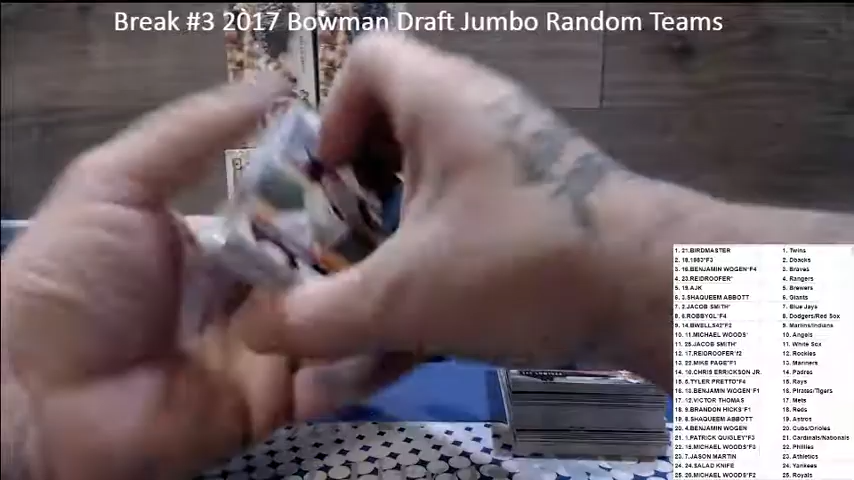 Break #3 2017 Bowman Draft Jumbo Random Teams
1. 21.BIRDMASTER 1. Twins
2. 18.1983*F3 2. Dbacks
3. 16.BENJAMIN WOGEN*F4 3. Braves
4. 23.REIDROOFER* 4. Rangers
5. 19.AJK 5. Brewers
6. 3.SHAQUEEM ABBOTT 6. Giants
7. 2.JACOB SMITH* 7. Blue Jays
8. 6.ROBBYGL*F4 8. Dodgers/Red Sox
9. 14.BWELLS42*F2 9. Marlins/Indians
10. 11.MICHAEL WOODS* 10. Angels
11. 25.JACOB SMITH* 11. White Sox
12. 17.REIDROOFER*f2 12. Rockies
13. 22.MIKE PAGE*F1 13. Mariners
14. 10.CHRIS ERRICKSON JR. 14. Padres
15. 5.TYLER PRETTO*F4 15. Rays
16. 13.BENJAMIN WOGEN*F1 16. Pirates/Tigers
17. 12.VICTOR THOMAS 17. Mets
18. 9.BRANDON HICKS*F1 18. Reds
19. 8.SHAQUEEM ABBOTT 19. Astros
20. 4.BENJAMIN WOGEN 20. Cubs/Orioles
21. 1.PATRICK QUIGLEY*F3 21. Cardinals/Nationals
22. 15.MICHAEL WOODS*F3 22. Phillies
23. 7.JASON MARTIN 23. Athletics
24. 24.SALAD KNIFE 24. Yankees
25. 26.MICHAEL WOODS*F2 25. Royals